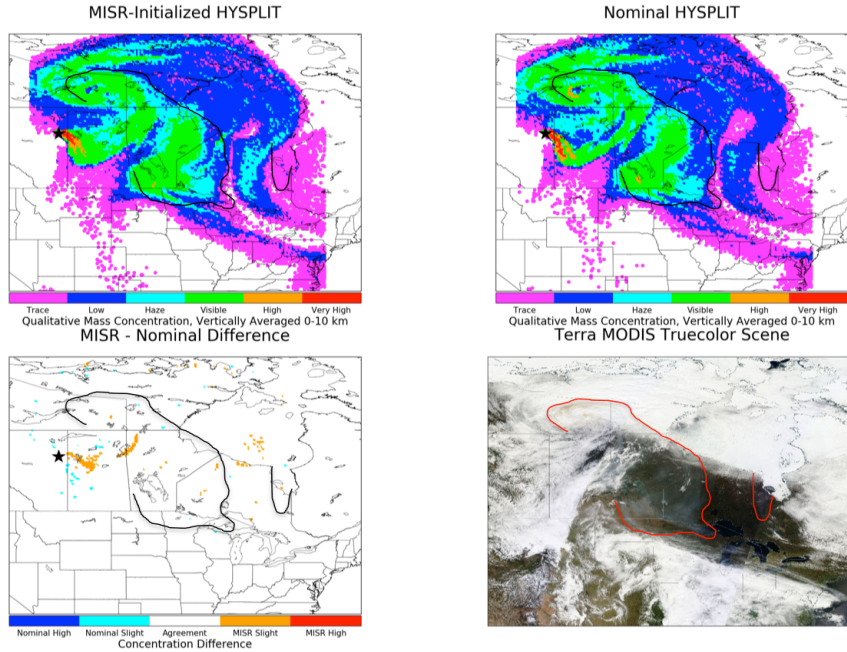 MISR-Initialized HYSPLIT
Nominal HYSPLIT
Trace Low Haze Visible High Very High
Qualitative Mass Concentration, Vertically Averaged 0-10 km
Trace Low Haze Visible High Very High
Qualitative Mass Concentration, Vertically Averaged 0-10 km
MISR - Nominal Difference
Terra MODIS Truecolor Scene
Nominal High Nominal Slight Agreement MISR Slight MISR High
Concentration Difference